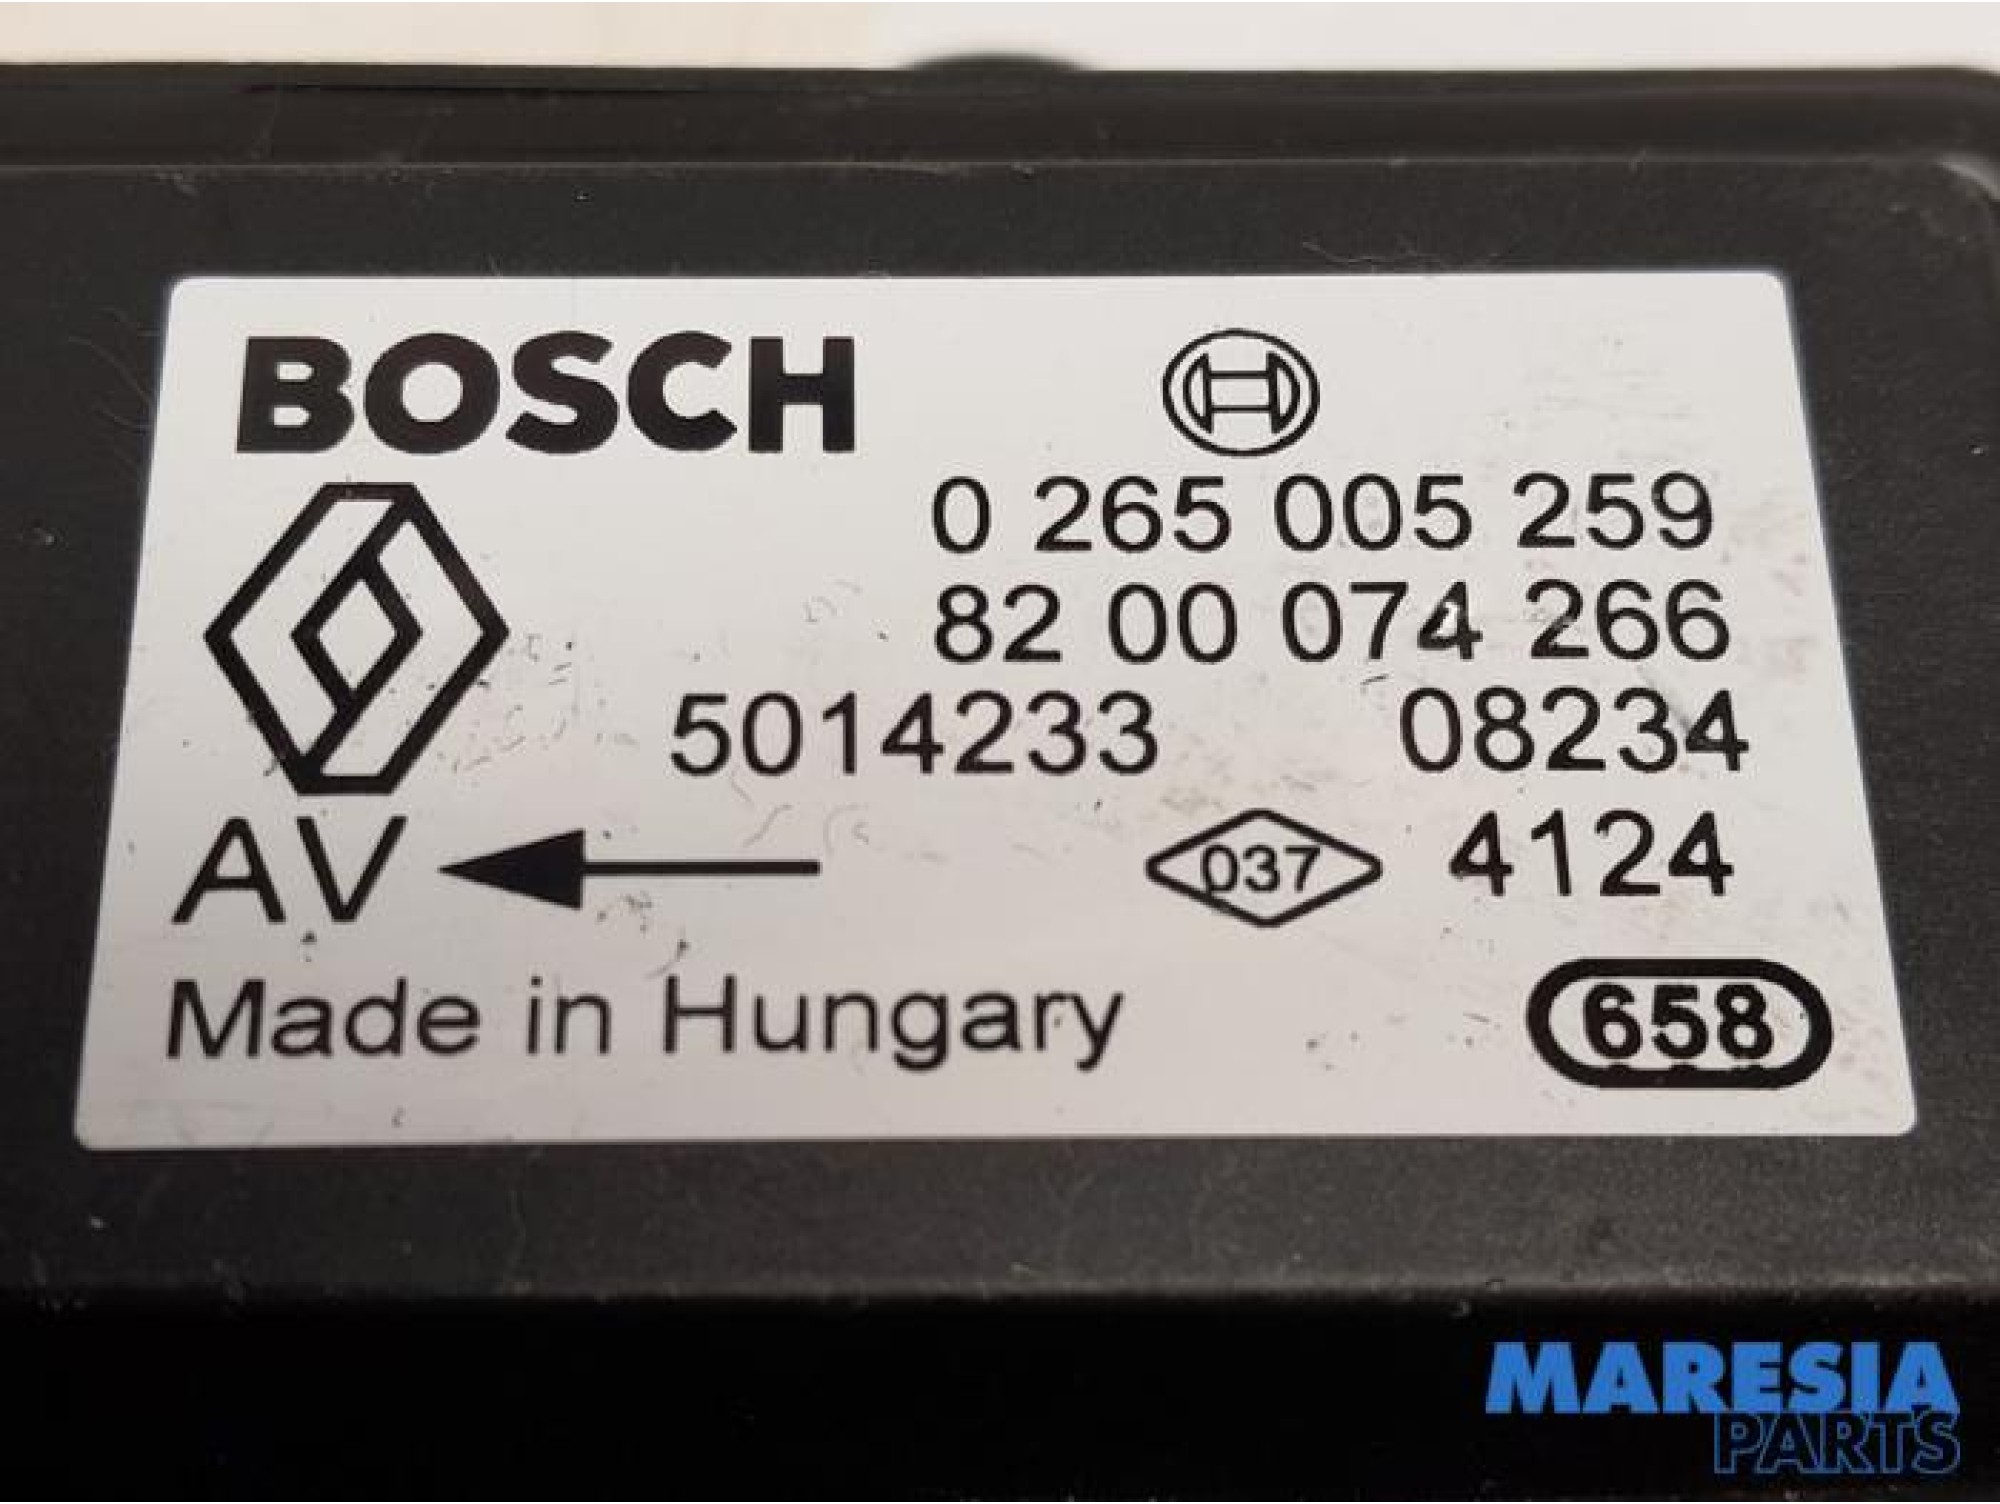 BOSCH
0 265 005 259
82 00 074 266
5014233 08234
AV 037 4124
Made in Hungary 658
MARESIA
PARTS